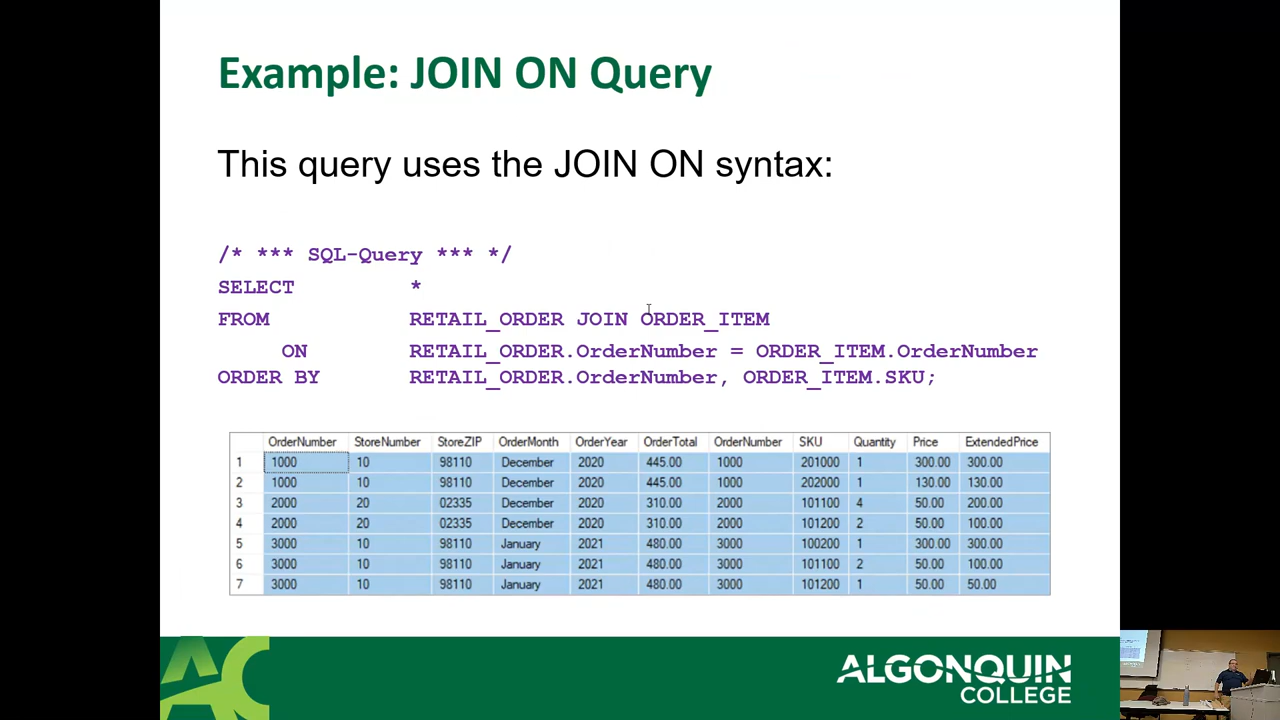 Example: JOIN ON Query
This query uses the JOIN ON syntax:
/* *** SQL-Query *** */
SELECT *
FROM RETAIL_ORDER JOIN ORDER_ITEM
ON RETAIL_ORDER.OrderNumber = ORDER_ITEM.OrderNumber
ORDER BY RETAIL_ORDER.OrderNumber, ORDER_ITEM.SKU;
OrderNumber StoreNumber StoreZIP OrderMonth OrderYear OrderTotal OrderNumber SKU Quantity Price ExtendedPrice
1 1000 10 98110 December 2020 445.00 1000 201000 1 300.00 300.00
2 1000 10 98110 December 2020 445.00 1000 202000 1 130.00 130.00
3 2000 20 02335 December 2020 310.00 2000 101100 4 50.00 200.00
4 2000 20 02335 December 2020 310.00 2000 101200 2 50.00 100.00
5 3000 10 98110 January 2021 480.00 3000 100200 1 300.00 300.00
6 3000 10 98110 January 2021 480.00 3000 101100 2 50.00 100.00
7 3000 10 98110 January 2021 480.00 3000 101200 1 50.00 50.00
AC
ALGONQUIN
COLLEGE